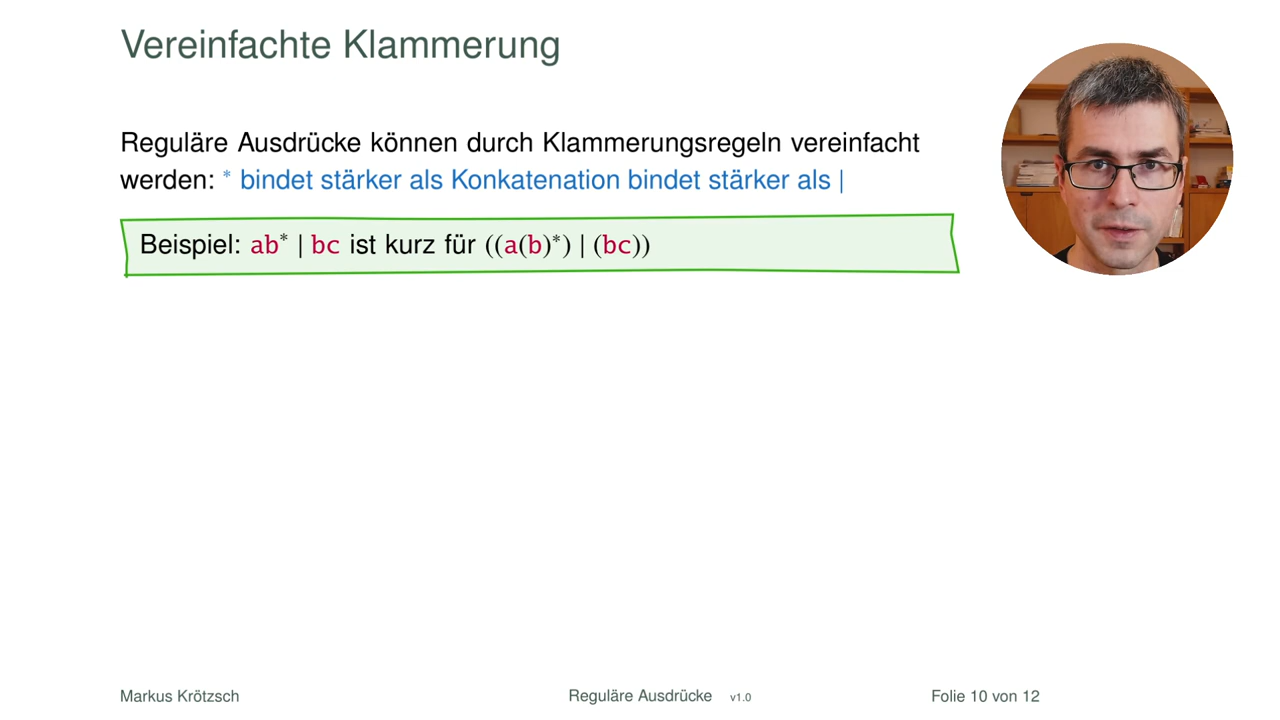 Vereinfachte Klammerung
Reguläre Ausdrücke können durch Klammerungsregeln vereinfacht
werden: * bindet stärker als Konkatenation bindet stärker als |
Beispiel: ab* | bc ist kurz für ((a(b)*) | (bc))
Markus Krötzsch Reguläre Ausdrücke v1.0 Folie 10 von 12